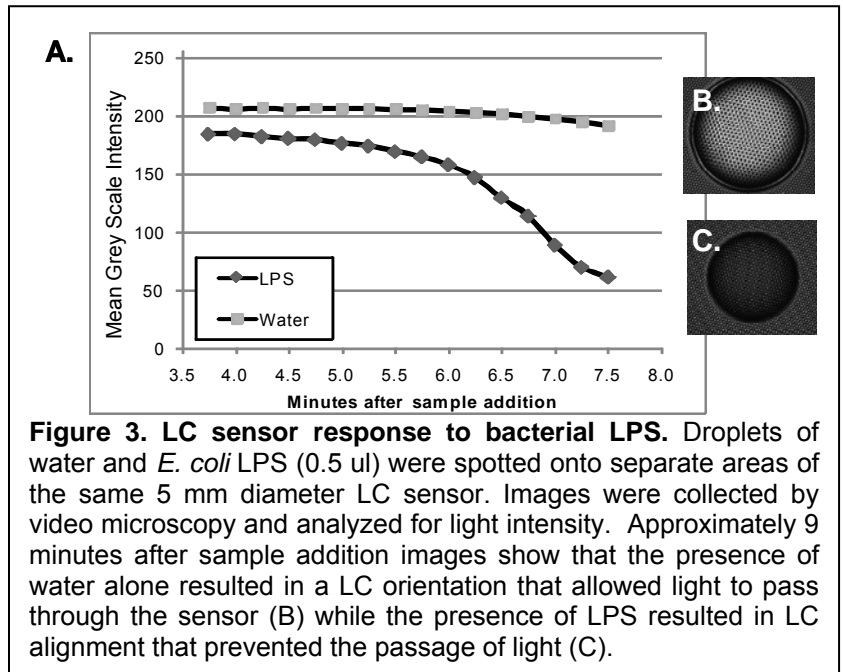 A.
250
200
150
100
50
0
Mean Grey Scale Intensity
LPS
Water
3.5 4.0 4.5 5.0 5.5 6.0 6.5 7.0 7.5 8.0
Minutes after sample addition
B.
C.
Figure 3. LC sensor response to bacterial LPS. Droplets of
water and E. coli LPS (0.5 ul) were spotted onto separate areas of
the same 5 mm diameter LC sensor. Images were collected by
video microscopy and analyzed for light intensity. Approximately 9
minutes after sample addition images show that the presence of
water alone resulted in a LC orientation that allowed light to pass
through the sensor (B) while the presence of LPS resulted in LC
alignment that prevented the passage of light (C).